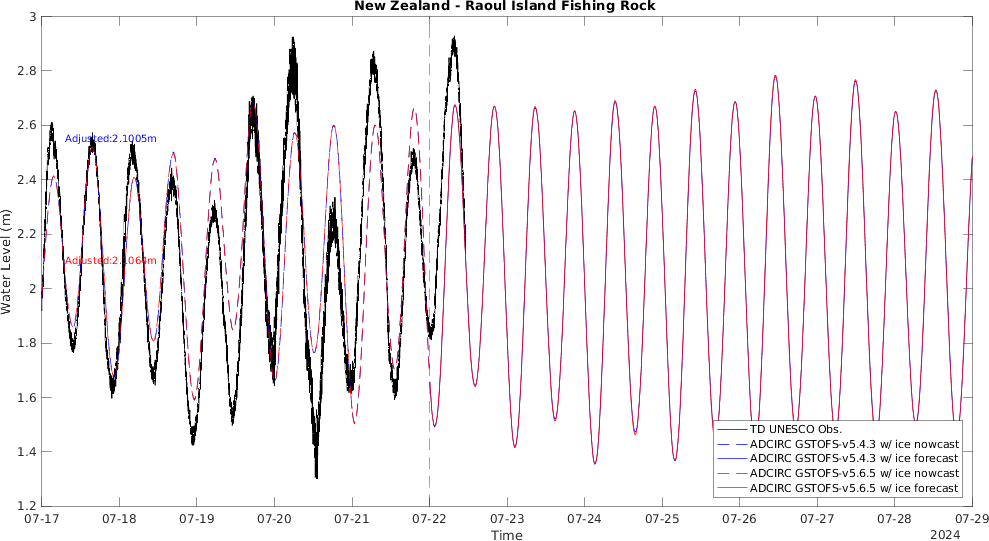 New Zealand - Raoul Island Fishing Rock
3
2.8
2.6
2.4
2.2
2
1.8
1.6
1.4
1.2
Water Level (m)
Adjusted:2.1005m
Adjusted:2.1064m
TD UNESCO Obs.
ADCIRC GSTOFS-v5.4.3 w/ ice nowcast
ADCIRC GSTOFS-v5.4.3 w/ ice forecast
ADCIRC GSTOFS-v5.6.5 w/ ice nowcast
ADCIRC GSTOFS-v5.6.5 w/ ice forecast
07-17 07-18 07-19 07-20 07-21 07-22 07-23 07-24 07-25 07-26 07-27 07-28 07-29
Time
2024